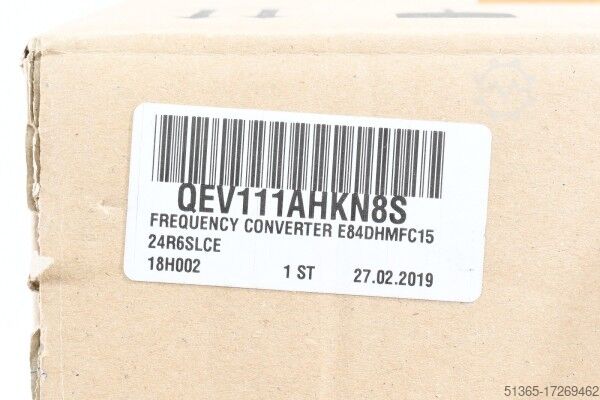 QEV111AHKN8S
FREQUENCY CONVERTER E84DHMFC15
24R6SLCE
18H002 1 ST 27.02.2019
51365-17269462